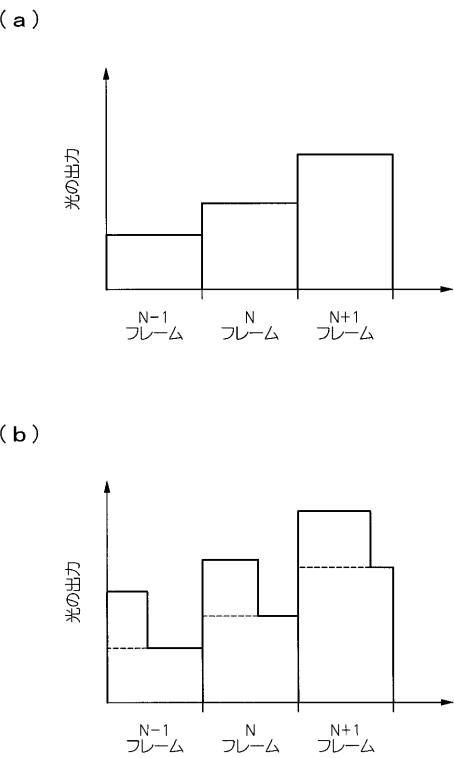 (a)
光の出力
N-1 N N+1
フレーム フレーム フレーム
(b)
光の出力
N-1 N N+1
フレーム フレーム フレーム